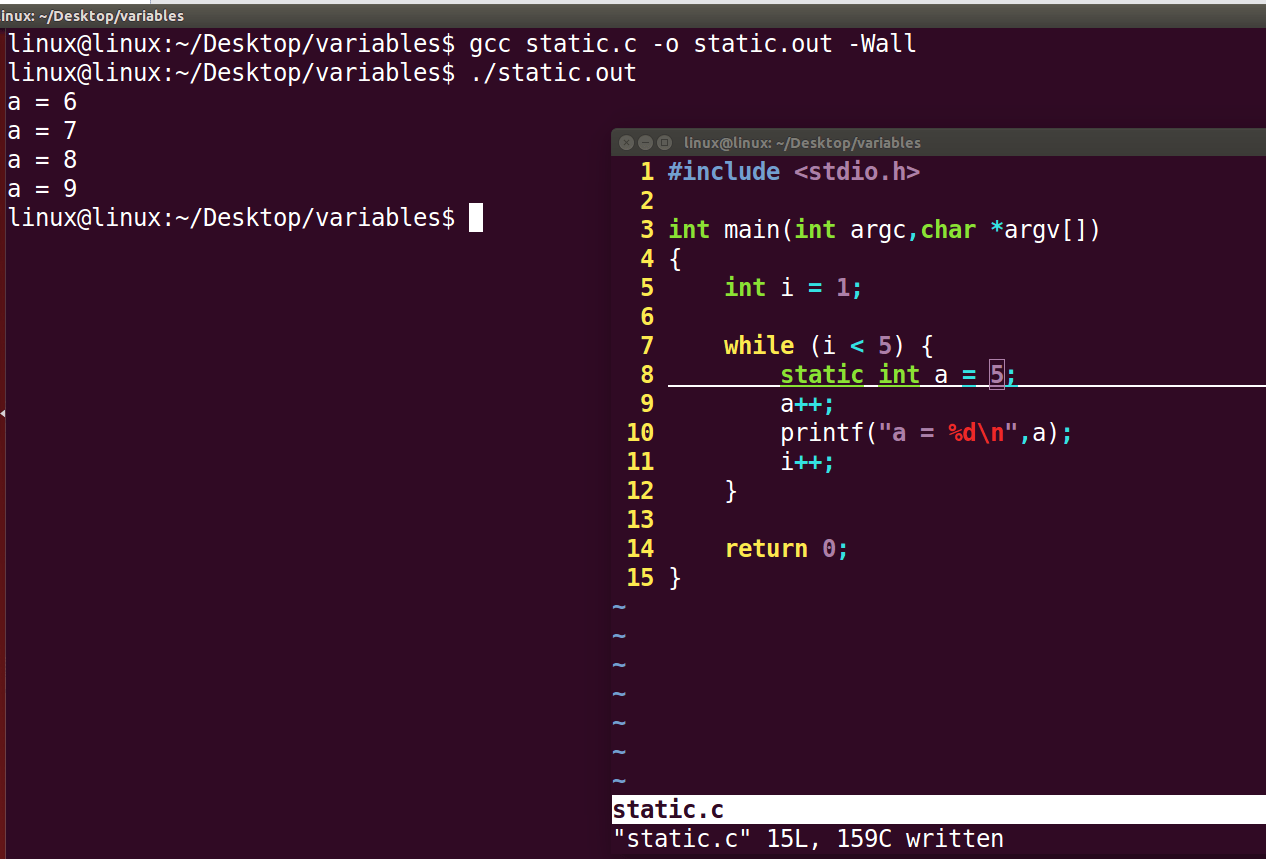 inux: ~/Desktop/variables
linux@linux:~/Desktop/variables$ gcc static.c -o static.out -Wall
linux@linux:~/Desktop/variables$ ./static.out
a = 6
a = 7
a = 8
a = 9
linux@linux:~/Desktop/variables$
linux@linux: ~/Desktop/variables
1 #include <stdio.h>
2
3 int main(int argc,char *argv[])
4 {
5     int i = 1;
6
7     while (i < 5) {
8         static int a = 5;
9         a++;
10         printf("a = %d\n",a);
11         i++;
12     }
13
14     return 0;
15 }
~
~
~
~
~
~
~
static.c
"static.c" 15L, 159C written